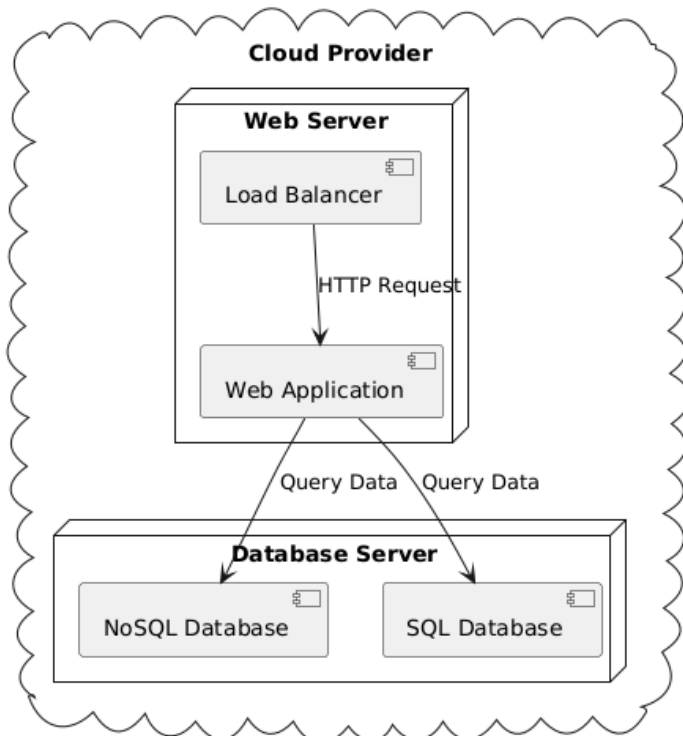 Cloud Provider
Web Server
Load Balancer
HTTP Request
Web Application
Query Data
Query Data
Database Server
NoSQL Database
SQL Database